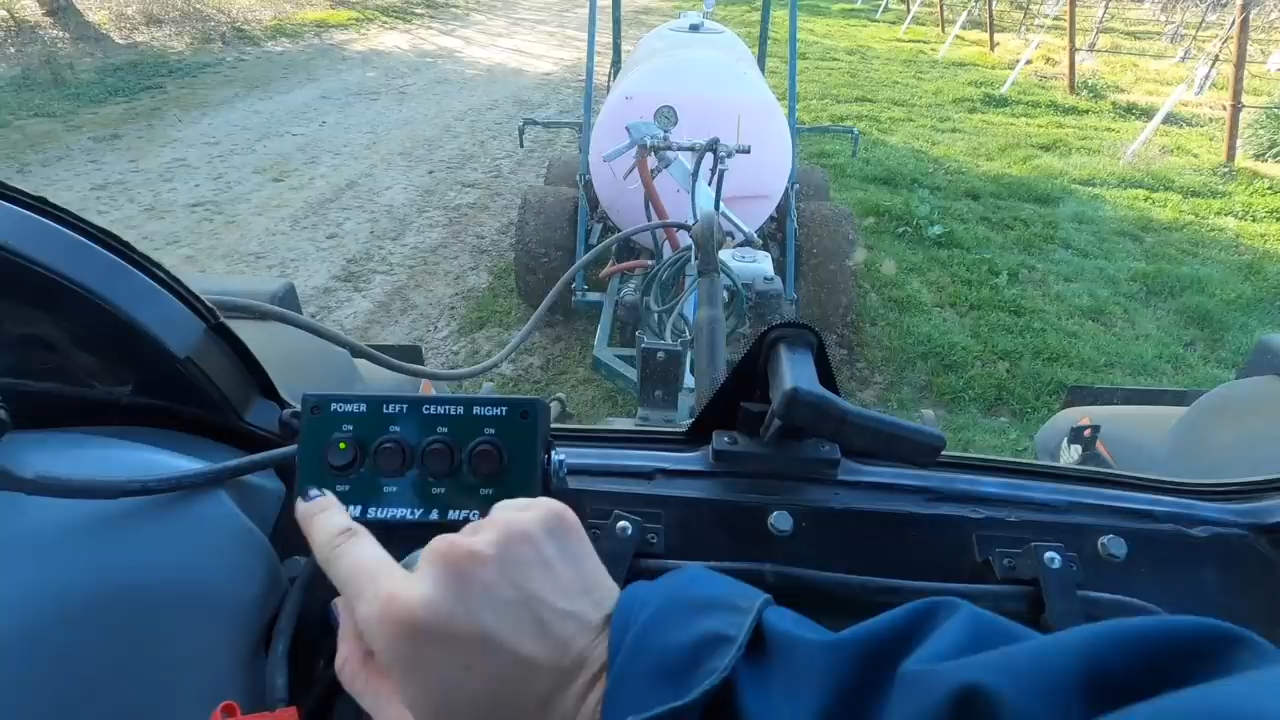 POWER LEFT CENTER RIGHT
ON ON ON ON
OFF OFF OFF OFF
SUPPLY & MFG.